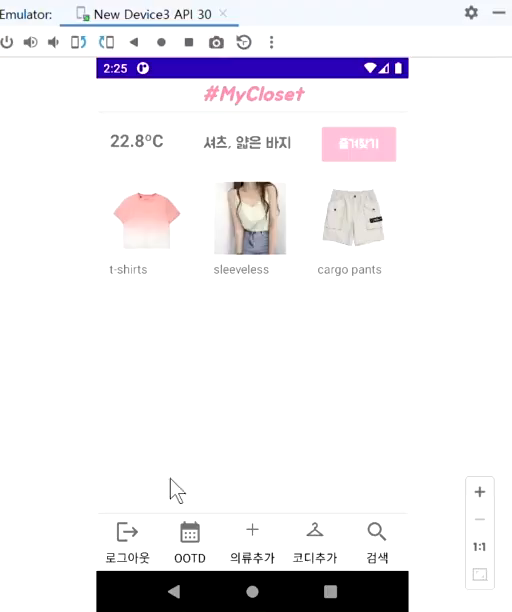 Emulator: New Device3 API 30
2:25
#MyCloset
22.8°C 셔츠, 얇은 바지 즐겨찾기
t-shirts sleeveless cargo pants
로그아웃 OOTD 의류추가 코디추가 검색
1:1